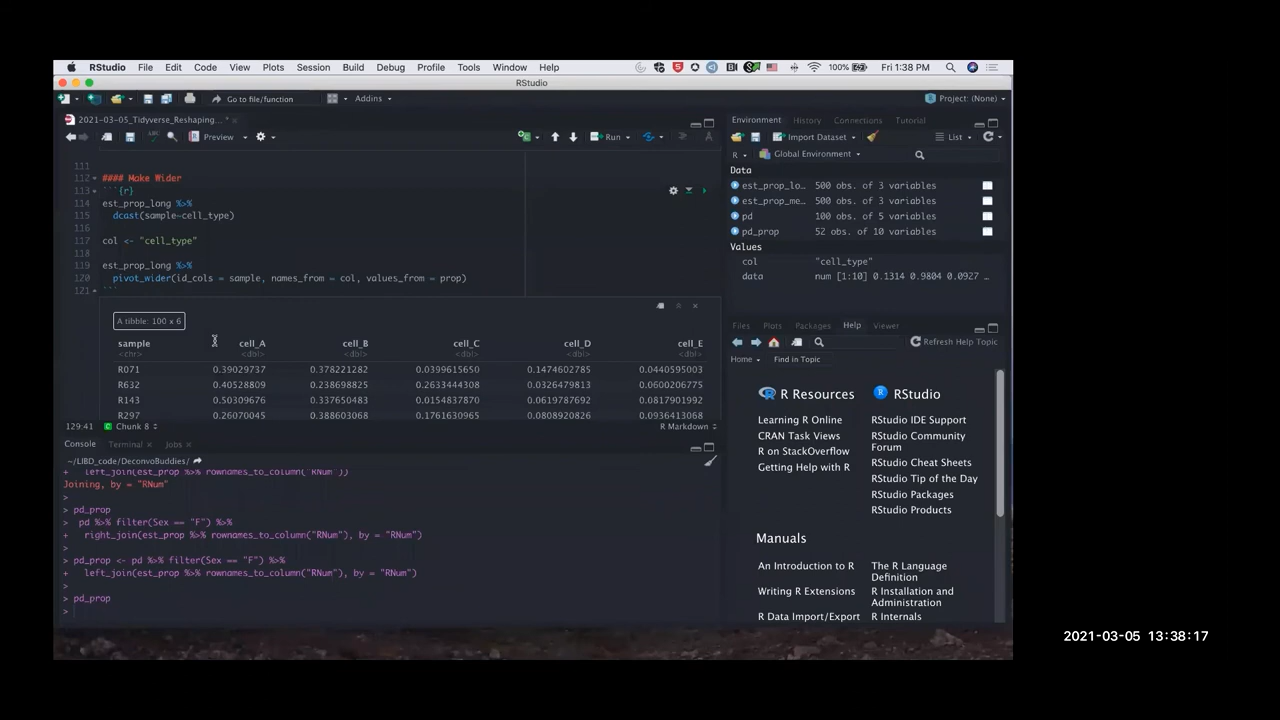 RStudio File Edit Code View Plots Session Build Debug Profile Tools Window Help 100% Fri 1:38 PM
RStudio
Go to file/function Addins Project: (None)
2021-03-05_Tidyverse_Reshaping... *
Preview Run
111
112 #### Make Wider
113 ```{r}
114 est_prop_long %>%
115 dcast(sample~cell_type)
116
117 col <- "cell_type"
118
119 est_prop_long %>%
120 pivot_wider(id_cols = sample, names_from = col, values_from = prop)
121 ```
A tibble: 100 x 6
sample cell_A cell_B cell_C cell_D cell_E
<chr> <dbl> <dbl> <dbl> <dbl> <dbl>
R071 0.39029737 0.378221282 0.0399615650 0.1474602785 0.0440595003
R632 0.40528809 0.238698825 0.2633444308 0.0326479813 0.0600206775
R143 0.50309676 0.337650483 0.0154837870 0.0619787692 0.0817901992
R297 0.26070045 0.388603068 0.1761630965 0.0808920826 0.0936413068
129:41 Chunk 8 R Markdown
Console Terminal Jobs
~/LIBD_code/DeconvoBuddies/
+ left_join(est_prop %>% rownames_to_column("RNum"))
Joining, by = "RNum"
>
> pd_prop
> pd %>% filter(Sex == "F") %>%
+ right_join(est_prop %>% rownames_to_column("RNum"), by = "RNum")
>
> pd_prop <- pd %>% filter(Sex == "F") %>%
+ left_join(est_prop %>% rownames_to_column("RNum"), by = "RNum")
>
> pd_prop
>
Environment History Connections Tutorial
Import Dataset List
R Global Environment
Data
est_prop_lo... 500 obs. of 3 variables
est_prop_me... 500 obs. of 3 variables
pd 100 obs. of 5 variables
pd_prop 52 obs. of 10 variables
Values
col "cell_type"
data num [1:10] 0.1314 0.9804 0.0927 ...
Files Plots Packages Help Viewer
Refresh Help Topic
Home Find in Topic
R Resources
Learning R Online
CRAN Task Views
R on StackOverflow
Getting Help with R
RStudio
RStudio IDE Support
RStudio Community
Forum
RStudio Cheat Sheets
RStudio Tip of the Day
RStudio Packages
RStudio Products
Manuals
An Introduction to R
Writing R Extensions
R Data Import/Export
The R Language
Definition
R Installation and
Administration
R Internals
2021-03-05 13:38:17